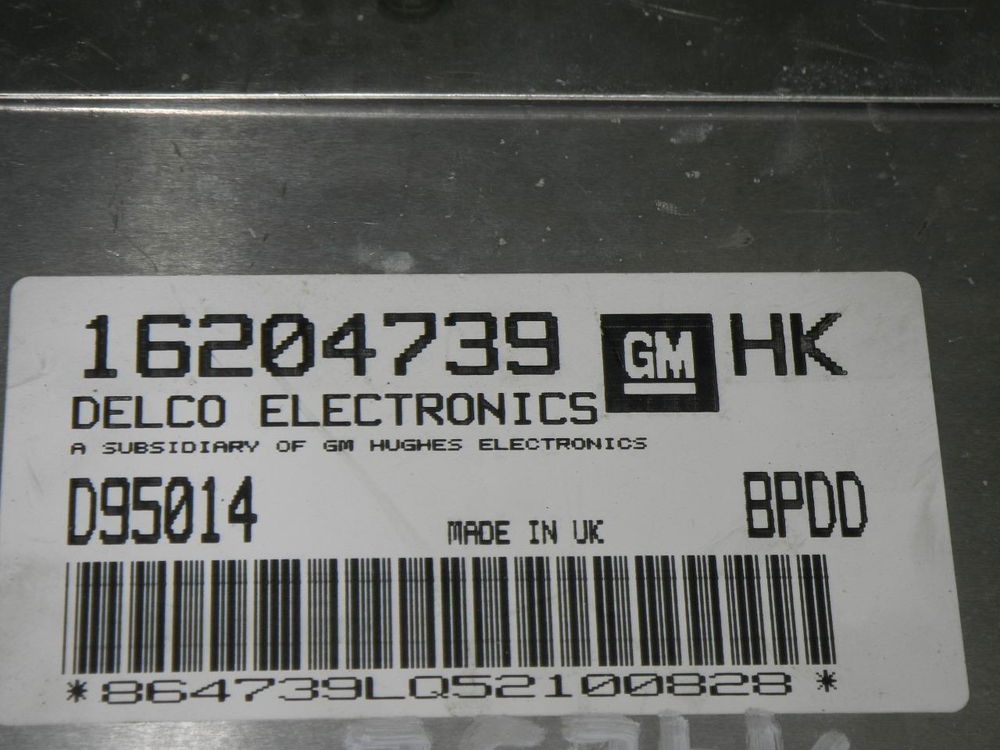 16204739 GM HK
DELCO ELECTRONICS
A SUBSIDIARY OF GM HUGHES ELECTRONICS
D95014 MADE IN UK BPDD
*864739LQ52100828*